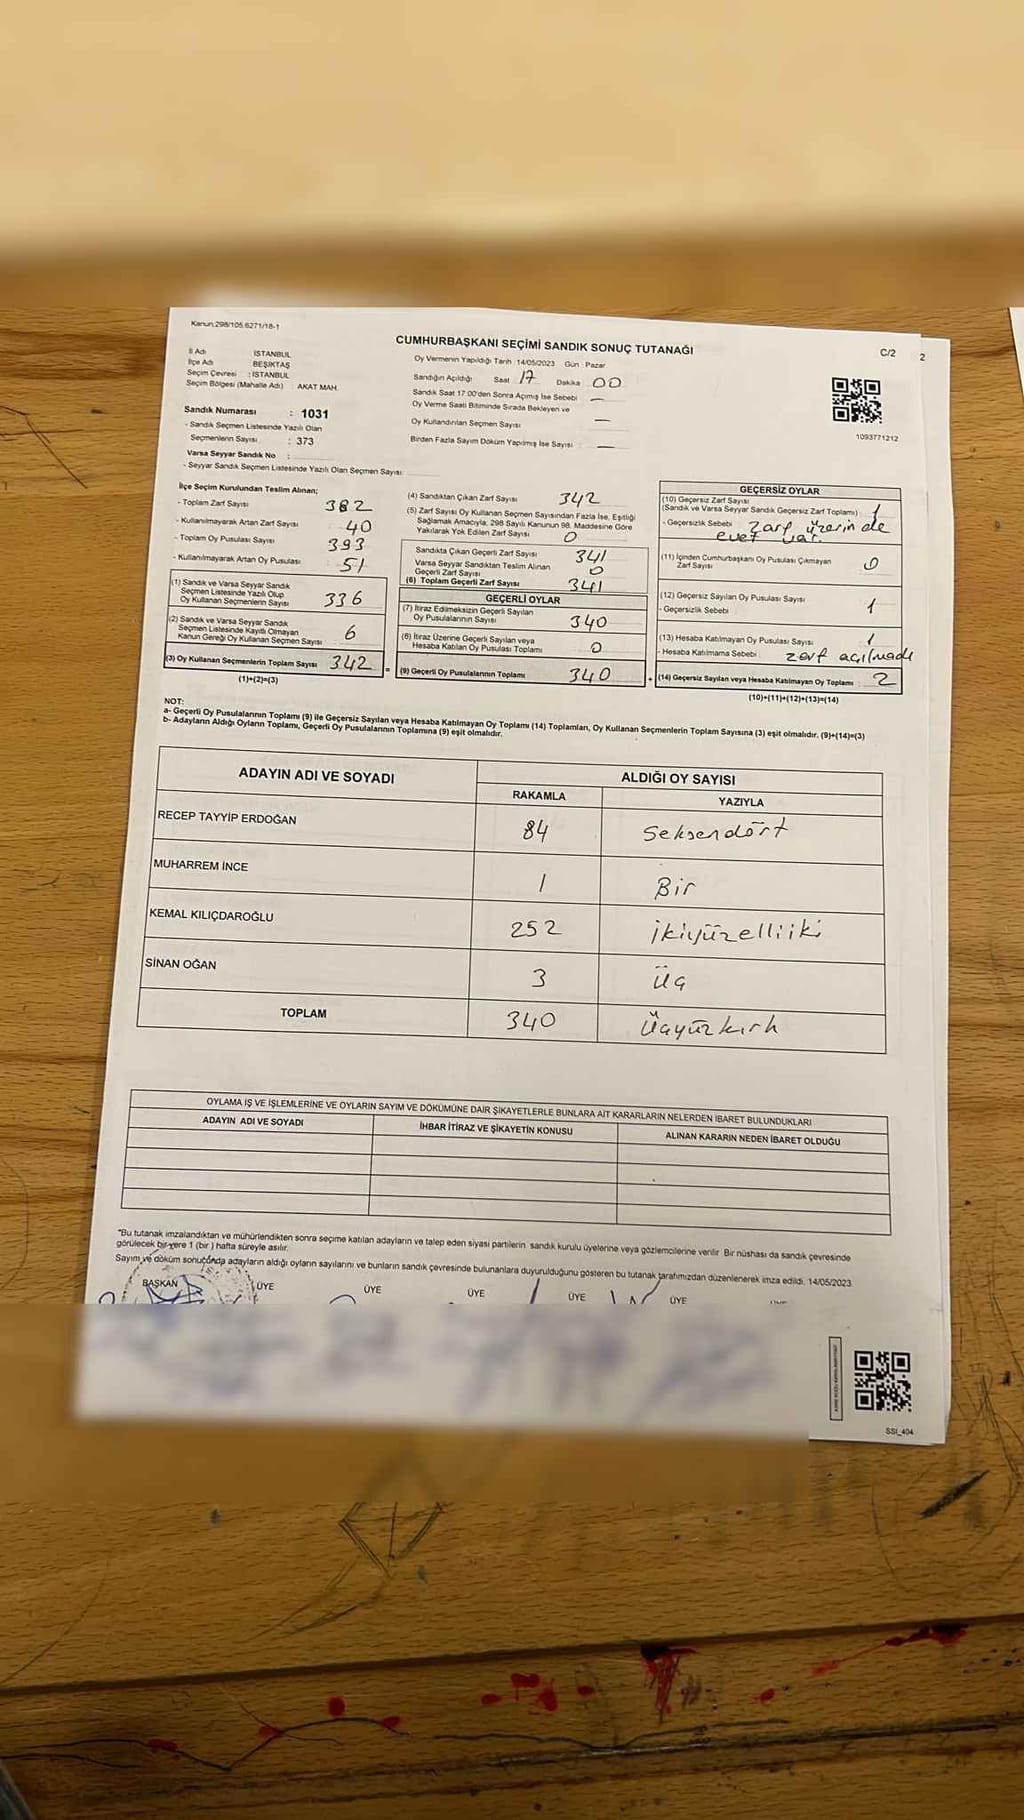 Kanun:298/105.6271/18-1
CUMHURBAŞKANI SEÇİMİ SANDIK SONUÇ TUTANAĞI
C/2
2
İl Adı İSTANBUL
İlçe Adı BEŞİKTAŞ
Seçim Çevresi : İSTANBUL
Seçim Bölgesi (Mahalle Adı) AKAT MAH.
Sandık Numarası : 1031
- Sandık Seçmen Listesinde Yazılı Olan
Seçmenlerin Sayısı : 373
Varsa Seyyar Sandık No :
- Seyyar Sandık Seçmen Listesinde Yazılı Olan Seçmen Sayısı:
Oy Vermenin Yapıldığı Tarih :14/05/2023 Gün : Pazar
Sandığın Açıldığı Saat 17 Dakika 00
Sandık Saat 17:00'den Sonra Açımış İse Sebebi —
Oy Verme Saati Bitiminde Sırada Bekleyen ve
Oy Kullandırılan Seçmen Sayısı —
Birden Fazla Sayım Döküm Yapılmış İse Sayısı : —
1093771212
İlçe Seçim Kurulundan Teslim Alınan;
- Toplam Zarf Sayısı 382
- Kullanılmayarak Artan Zarf Sayısı 40
- Toplam Oy Pusulası Sayısı 393
- Kullanılmayarak Artan Oy Pusulası 51
(1) Sandık ve Varsa Seyyar Sandık
Seçmen Listesinde Yazılı Olup
Oy Kullanan Seçmenlerin Sayısı 336
(2) Sandık ve Varsa Seyyar Sandık
Seçmen Listesinde Kayıtlı Olmayan
Kanun Gereği Oy Kullanan Seçmen Sayısı 6
(3) Oy Kullanan Seçmenlerin Toplam Sayısı 342 =
(1)+(2)=(3)
(4) Sandıktan Çıkan Zarf Sayısı 342
(5) Zarf Sayısı Oy Kullanan Seçmen Sayısından Fazla İse, Eşitliği
Sağlamak Amacıyla, 298 Sayılı Kanunun 98. Maddesine Göre
Yakılarak Yok Edilen Zarf Sayısı 0
Sandıkta Çıkan Geçerli Zarf Sayısı 341
Varsa Seyyar Sandıktan Teslim Alınan
Geçerli Zarf Sayısı 0
(6) Toplam Geçerli Zarf Sayısı 341
GEÇERLİ OYLAR
(7) İtiraz Edilmeksizin Geçerli Sayılan
Oy Pusulalarının Sayısı 340
(8) İtiraz Üzerine Geçerli Sayılan veya
Hesaba Katılan Oy Pusulası Toplamı 0
(9) Geçerli Oy Pusulalarının Toplamı 340 +
GEÇERSİZ OYLAR
(10) Geçersiz Zarf Sayısı
(Sandık ve Varsa Seyyar Sandık Geçersiz Zarf Toplamı) 1
- Geçersizlik Sebebi : zarf üzerinde
evet var.
(11) İçinden Cumhurbaşkanı Oy Pusulası Çıkmayan
Zarf Sayısı 0
(12) Geçersiz Sayılan Oy Pusulası Sayısı 1
- Geçersizlik Sebebi :
(13) Hesaba Katılmayan Oy Pusulası Sayısı 1
- Hesaba Katılmama Sebebi : zarf açılmadı
(14) Geçersiz Sayılan veya Hesaba Katılmayan Oy Toplamı : 2
(10)+(11)+(12)+(13)=(14)
NOT:
a- Geçerli Oy Pusulalarının Toplamı (9) ile Geçersiz Sayılan veya Hesaba Katılmayan Oy Toplamı (14) Toplamları, Oy Kullanan Seçmenlerin Toplam Sayısına (3) eşit olmalıdır. (9)+(14)=(3)
b- Adayların Aldığı Oyların Toplamı, Geçerli Oy Pusulalarının Toplamına (9) eşit olmalıdır.
ADAYIN ADI VE SOYADI ALDIĞI OY SAYISI
RAKAMLA YAZIYLA
RECEP TAYYİP ERDOĞAN 84 Seksendört
MUHARREM İNCE 1 Bir
KEMAL KILIÇDAROĞLU 252 ikiyüzelliiki
SİNAN OĞAN 3 Üç
TOPLAM 340 Üçyüzkırk
OYLAMA İŞ VE İŞLEMLERİNE VE OYLARIN SAYIM VE DÖKÜMÜNE DAİR ŞİKAYETLERLE BUNLARA AİT KARARLARIN NELERDEN İBARET BULUNDUKLARI
ADAYIN ADI VE SOYADI İHBAR İTİRAZ VE ŞİKAYETİN KONUSU ALINAN KARARIN NEDEN İBARET OLDUĞU
*Bu tutanak imzalandıktan ve mühürlendikten sonra seçime katılan adayların ve talep eden siyasi partilerin sandık kurulu üyelerine veya gözlemcilerine verilir. Bir nüshası da sandık çevresinde
görülecek bir yere 1 (bir ) hafta süreyle asılır.
Sayım ve döküm sonucunda adayların aldığı oyların sayılarını ve bunların sandık çevresinde bulunanlara duyurulduğunu gösteren bu tutanak tarafımızdan düzenlenerek imza edildi. 14/05/2023
BAŞKAN ÜYE ÜYE ÜYE ÜYE ÜYE
SSI_404